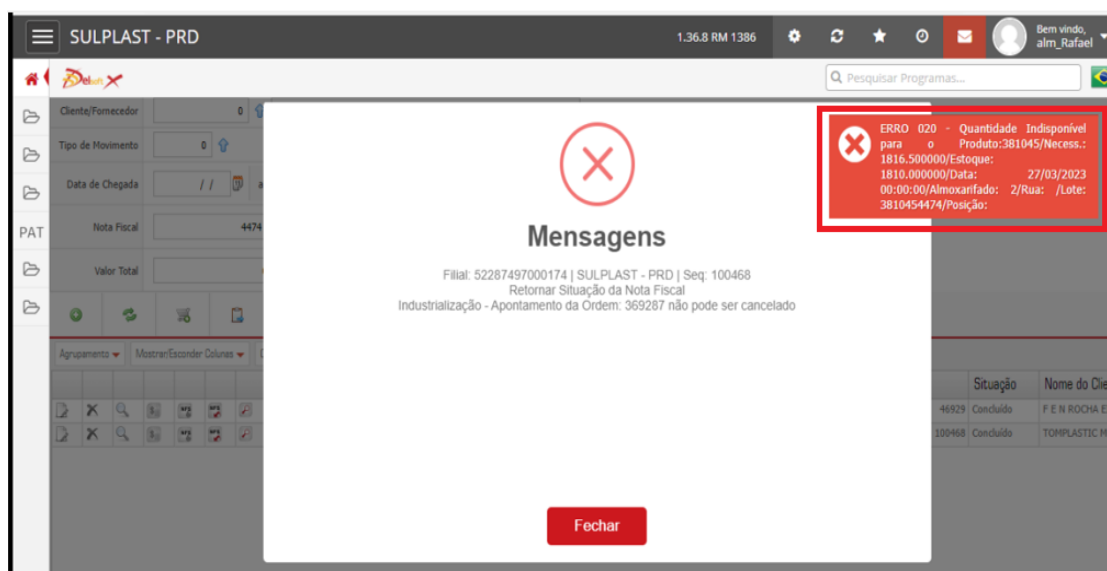 SULPLAST - PRD
1.36.8 RM 1386
Bem vindo,
alm_Rafael
Delsoft X
Pesquisar Programas...
Cliente/Fornecedor
0
Tipo de Movimento
0
Data de Chegada
/ /
a
PAT
Nota Fiscal
4474
Valor Total
Agrupamento
Mostrar/Esconder Colunas
Mensagens
Filial: 52287497000174 | SULPLAST - PRD | Seq: 100468
Retornar Situação da Nota Fiscal
Industrialização - Apontamento da Ordem: 369287 não pode ser cancelado
Fechar
ERRO 020 - Quantidade Indisponível
para o Produto:381045/Necess.:
1816.500000/Estoque:
1810.000000/Data: 27/03/2023
00:00:00/Almoxarifado: 2/Rua: /Lote:
3810454474/Posição:
Situação
Nome do Clie
46929 Concluído F E N ROCHA E
100468 Concluído TOMPLASTIC M